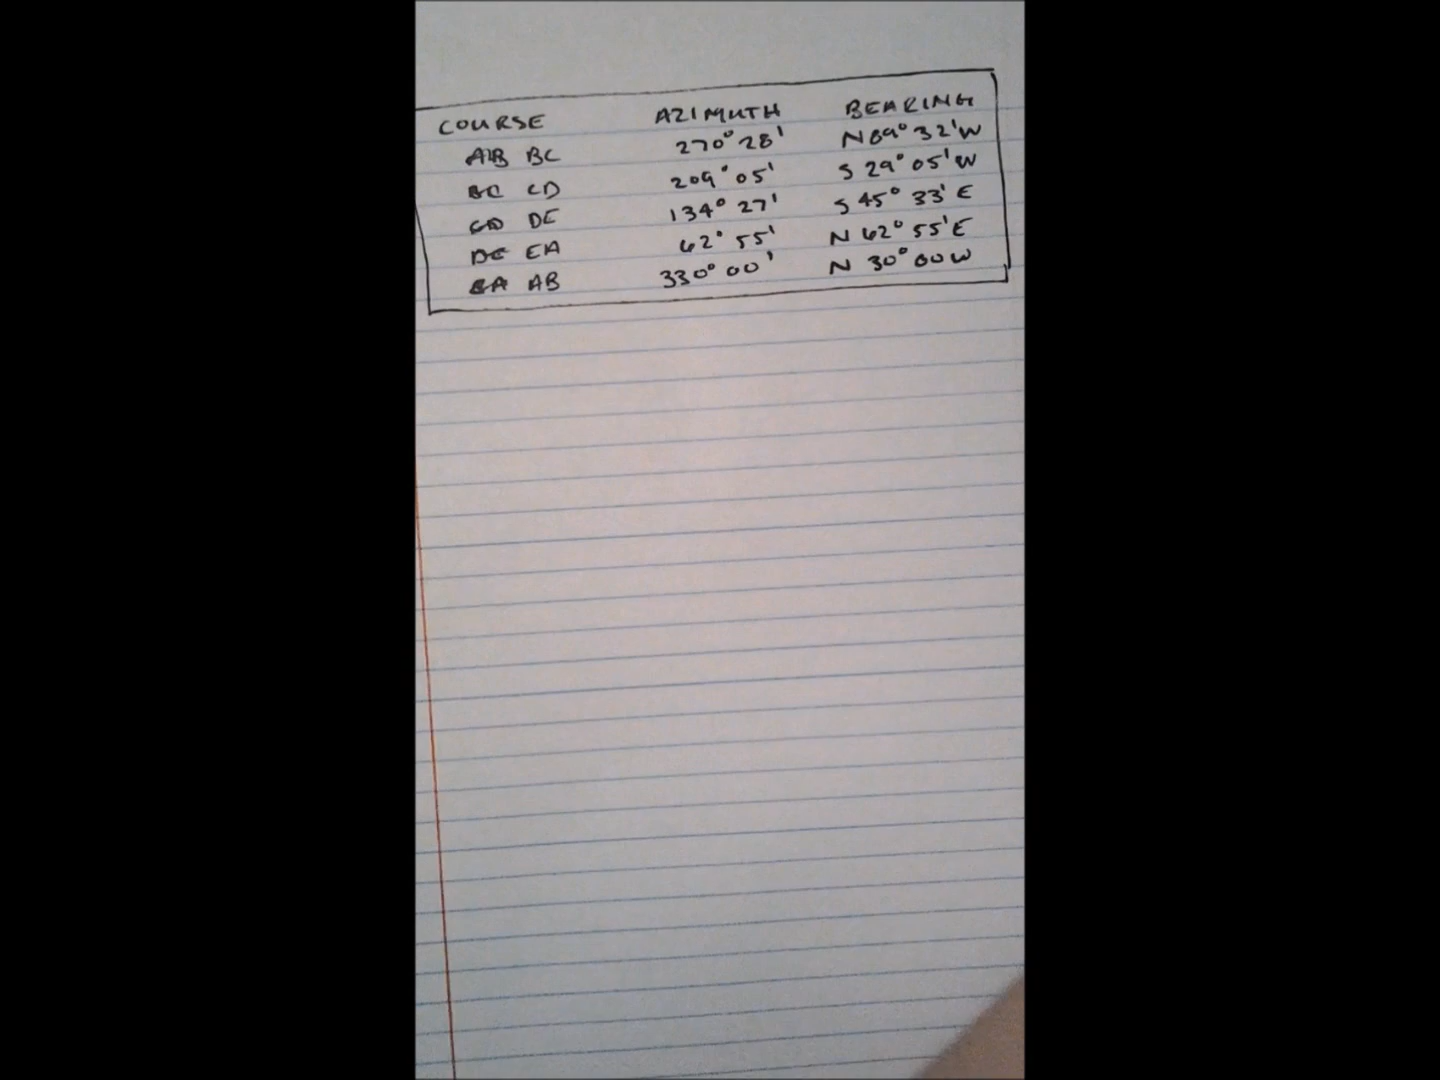 COURSE AZIMUTH BEARING
AB BC 270° 28' N 89° 32' W
BC CD 209° 05' S 29° 05' W
CD DE 134° 27' S 45° 33' E
DE EA 62° 55' N 62° 55' E
EA AB 330° 00' N 30° 00 W